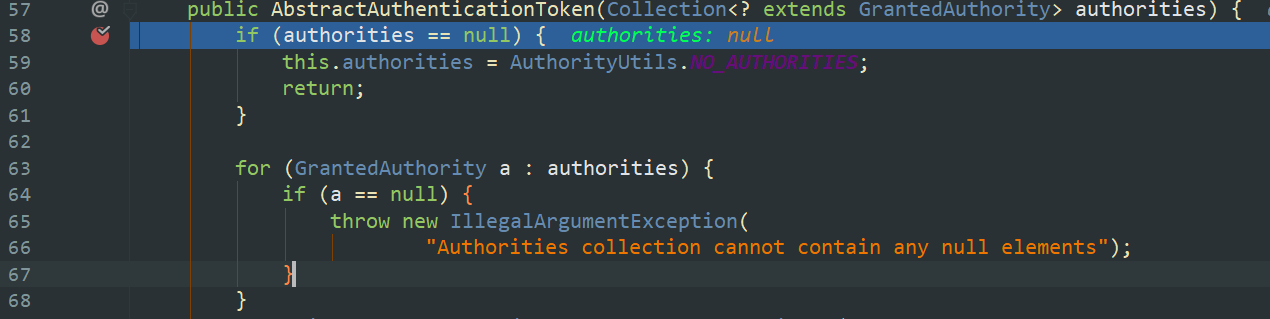 57 @ public AbstractAuthenticationToken(Collection<? extends GrantedAuthority> authorities) {
58 if (authorities == null) { authorities: null
59 this.authorities = AuthorityUtils.NO_AUTHORITIES;
60 return;
61 }
62
63 for (GrantedAuthority a : authorities) {
64 if (a == null) {
65 throw new IllegalArgumentException(
66 "Authorities collection cannot contain any null elements");
67 }
68 }